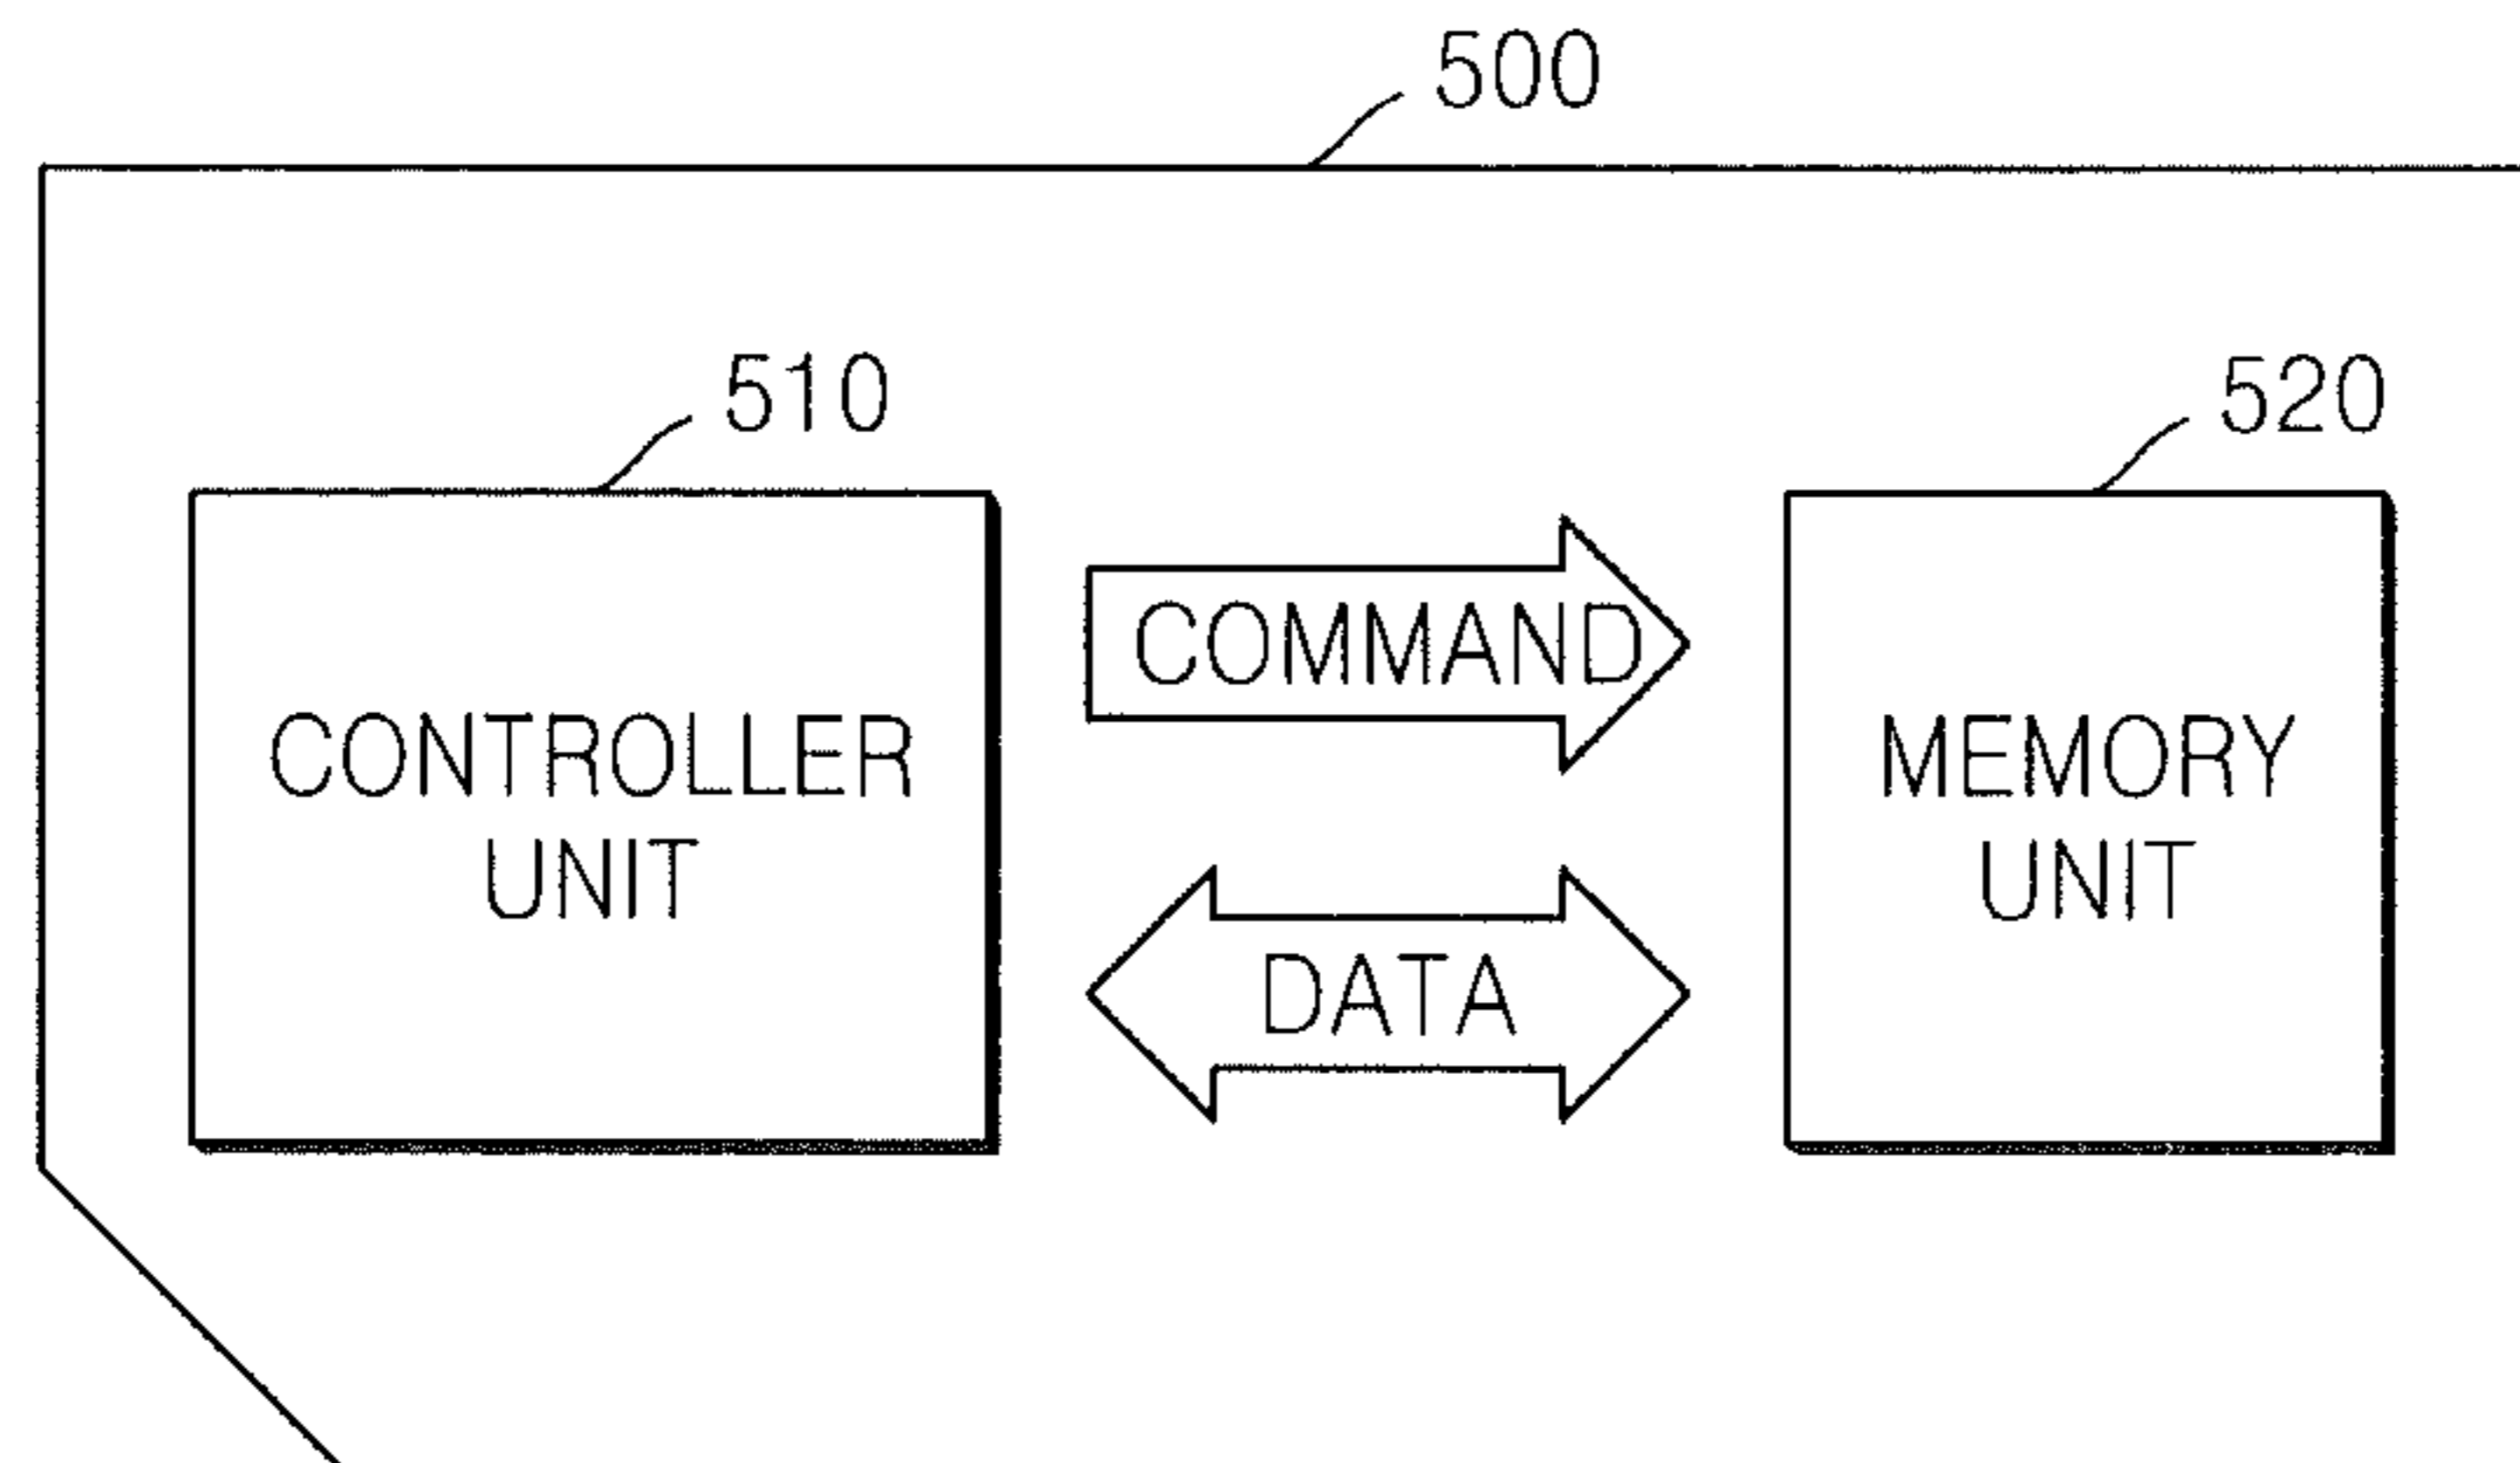 500
510
520
COMMAND
CONTROLLER
UNIT
MEMORY
UNIT
DATA